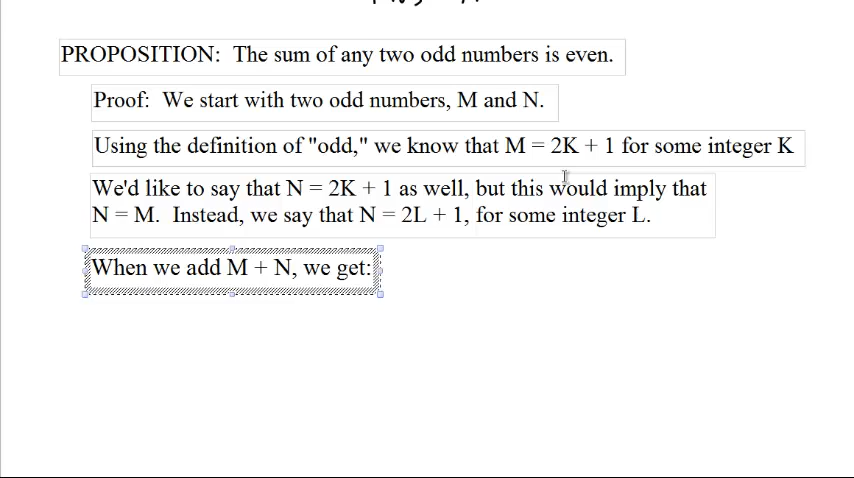 PROPOSITION: The sum of any two odd numbers is even.
Proof: We start with two odd numbers, M and N.
Using the definition of "odd," we know that M = 2K + 1 for some integer K
We'd like to say that N = 2K + 1 as well, but this would imply that
N = M. Instead, we say that N = 2L + 1, for some integer L.
When we add M + N, we get: